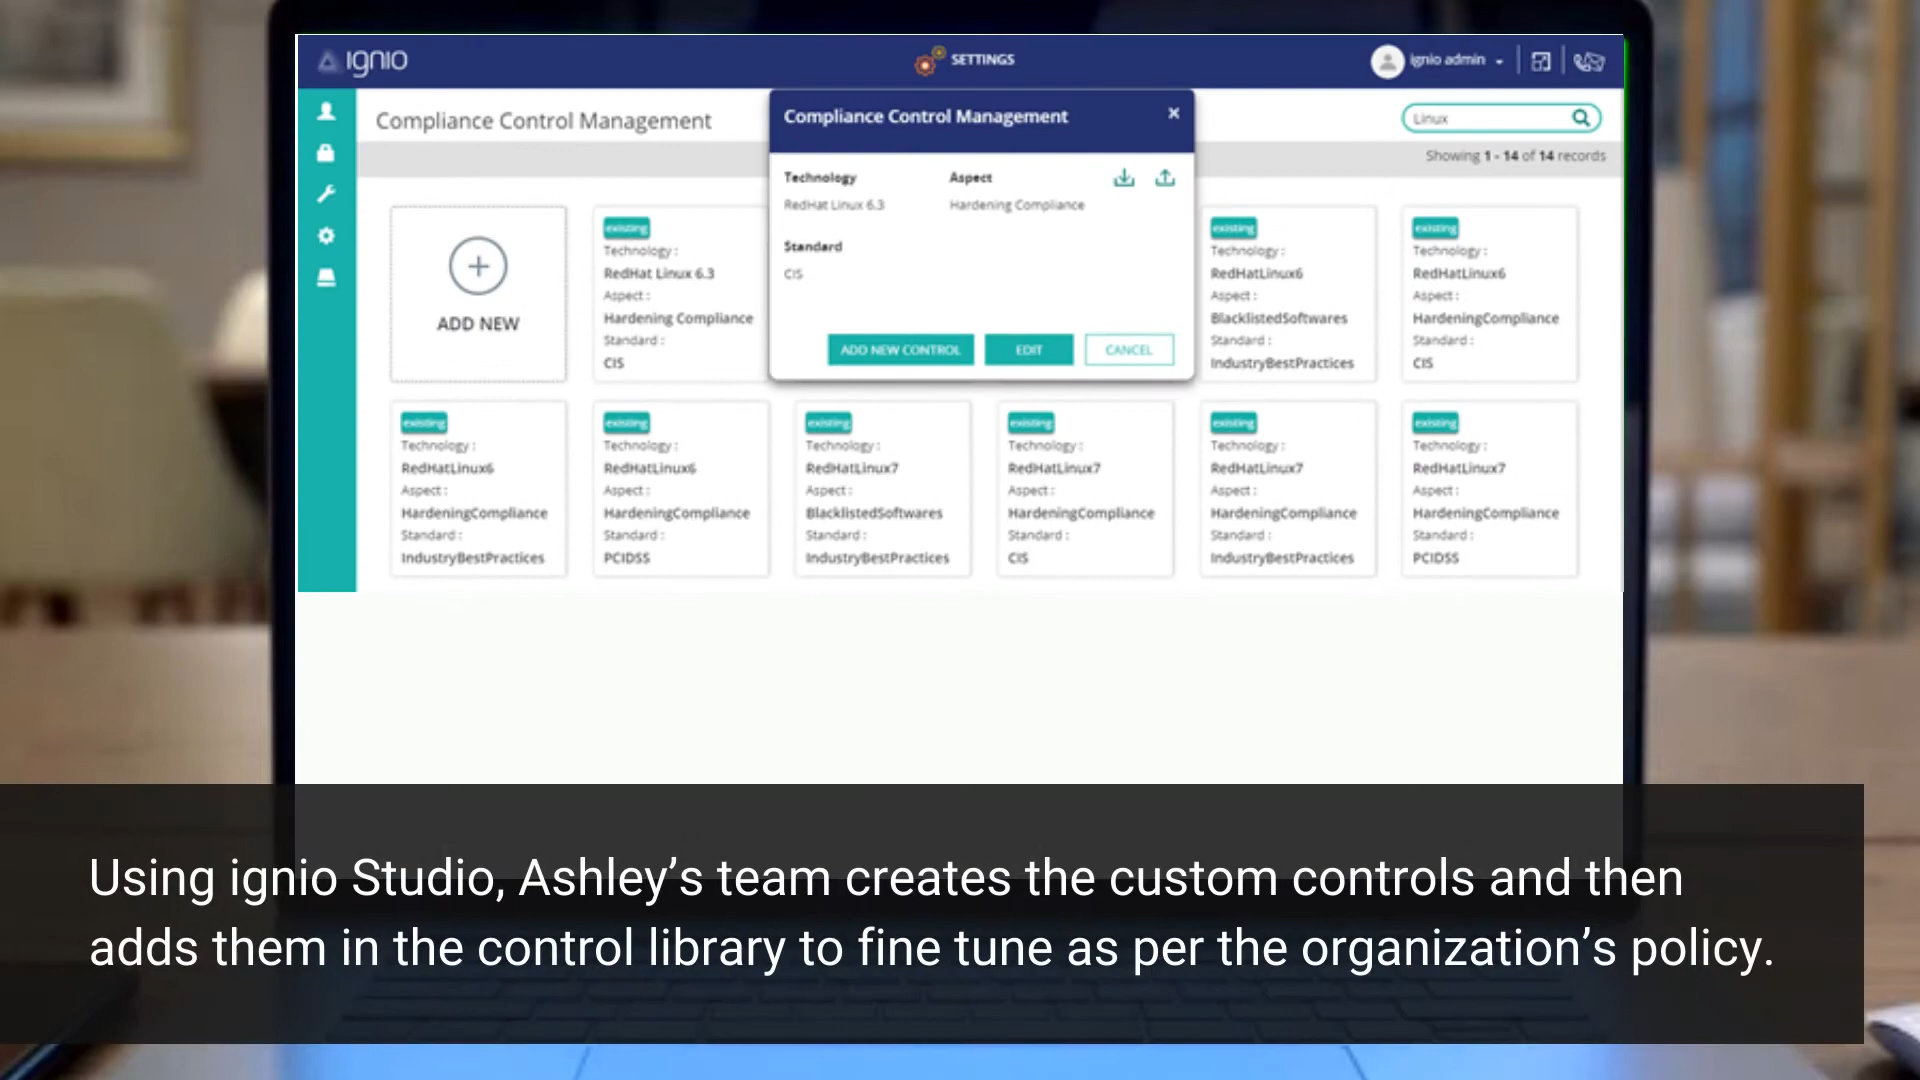 ignio
SETTINGS
ignio admin
Compliance Control Management
Linux
Showing 1 - 14 of 14 records
Compliance Control Management
Technology
Aspect
RedHat Linux 6.3
Hardening Compliance
Standard
CIS
ADD NEW CONTROL
EDIT
CANCEL
ADD NEW
existing
Technology :
RedHat Linux 6.3
Aspect :
Hardening Compliance
Standard :
CIS
existing
Technology :
RedHatLinux6
Aspect :
BlacklistedSoftwares
Standard :
IndustryBestPractices
existing
Technology :
RedHatLinux6
Aspect :
HardeningCompliance
Standard :
CIS
existing
Technology :
RedHatLinux6
Aspect :
HardeningCompliance
Standard :
IndustryBestPractices
existing
Technology :
RedHatLinux6
Aspect :
HardeningCompliance
Standard :
PCIDSS
existing
Technology :
RedHatLinux7
Aspect :
BlacklistedSoftwares
Standard :
IndustryBestPractices
existing
Technology :
RedHatLinux7
Aspect :
HardeningCompliance
Standard :
CIS
existing
Technology :
RedHatLinux7
Aspect :
HardeningCompliance
Standard :
IndustryBestPractices
existing
Technology :
RedHatLinux7
Aspect :
HardeningCompliance
Standard :
PCIDSS
Using ignio Studio, Ashley’s team creates the custom controls and then
adds them in the control library to fine tune as per the organization’s policy.